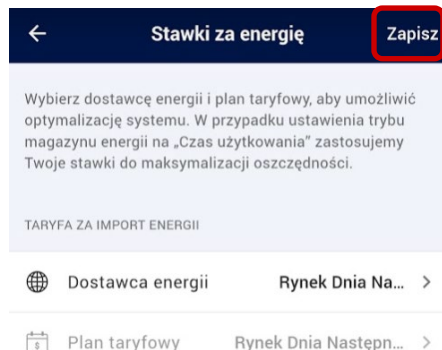 Stawki za energię Zapisz
Wybierz dostawcę energii i plan taryfowy, aby umożliwić
optymalizację systemu. W przypadku ustawienia trybu
magazynu energii na „Czas użytkowania” zastosujemy
Twoje stawki do maksymalizacji oszczędności.
TARYFA ZA IMPORT ENERGII
Dostawca energii Rynek Dnia Na...
Plan taryfowy Rynek Dnia Następn...